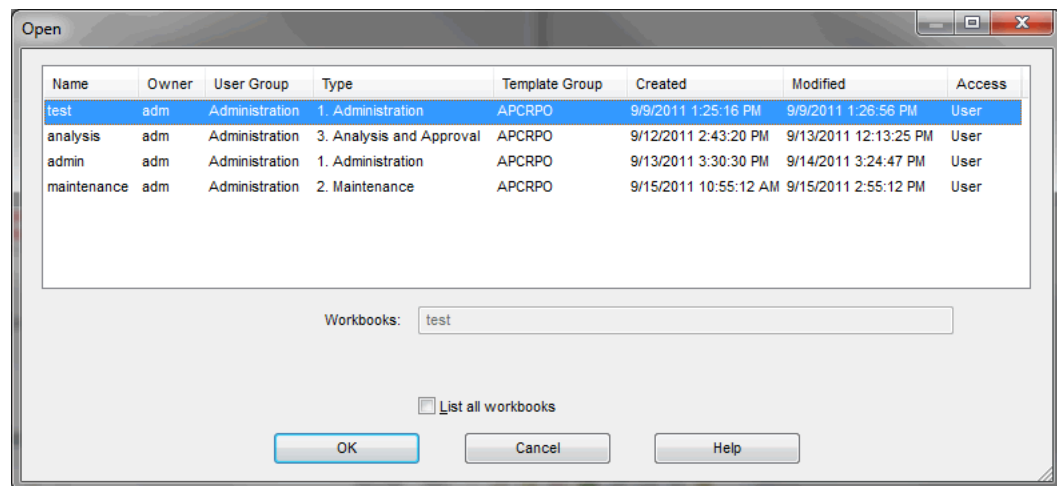 Open
Name Owner User Group Type Template Group Created Modified Access
test adm Administration 1. Administration APCRPO 9/9/2011 1:25:16 PM 9/9/2011 1:26:56 PM User
analysis adm Administration 3. Analysis and Approval APCRPO 9/12/2011 2:43:20 PM 9/13/2011 12:13:25 PM User
admin adm Administration 1. Administration APCRPO 9/13/2011 3:30:30 PM 9/14/2011 3:24:47 PM User
maintenance adm Administration 2. Maintenance APCRPO 9/15/2011 10:55:12 AM 9/15/2011 2:55:12 PM User
Workbooks: test
List all workbooks
OK Cancel Help